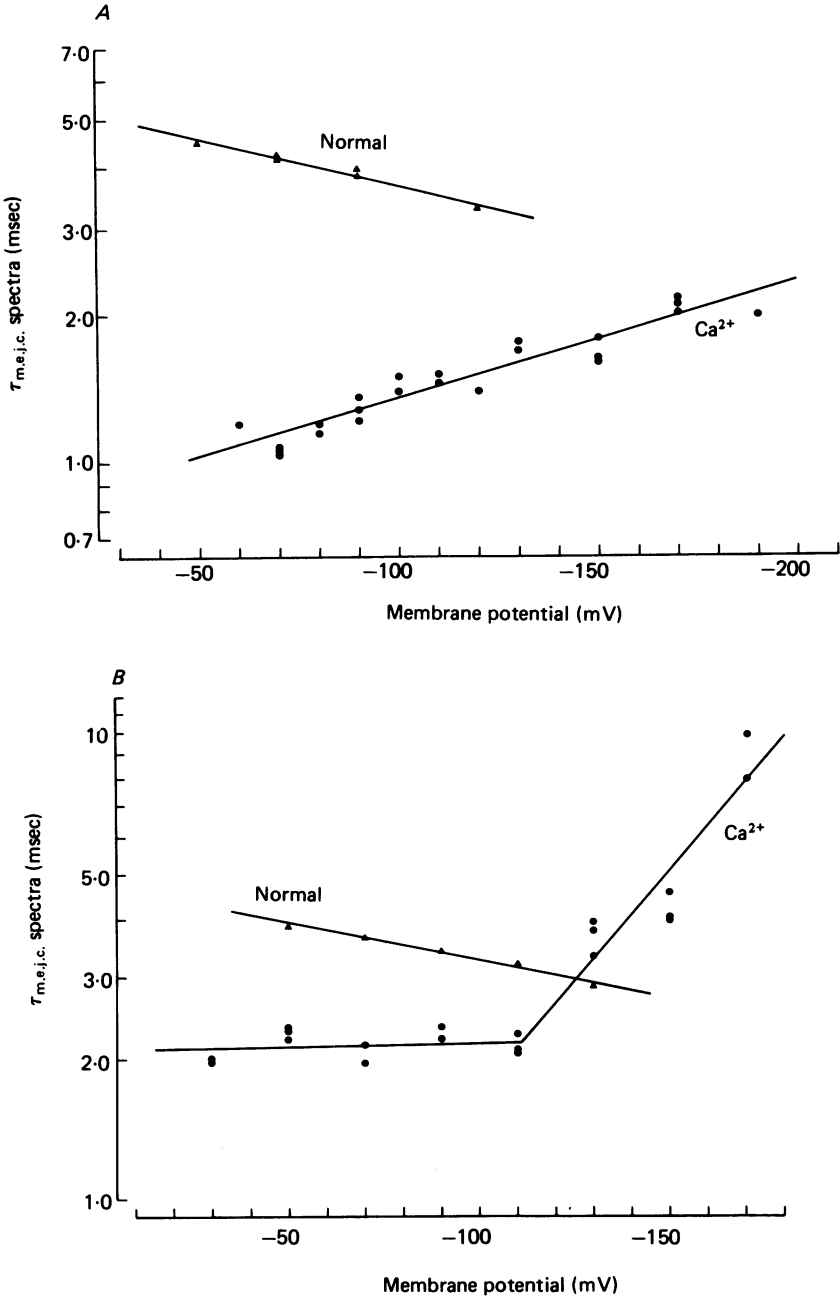 A
7·0
5·0
3·0
2·0
1·0
0·7
τm.e.j.c. spectra (msec)
Normal
Ca2+
−50
−100
−150
−200
Membrane potential (mV)
B
10
5·0
3·0
2·0
1·0
τm.e.j.c. spectra (msec)
Normal
Ca2+
−50
−100
−150
Membrane potential (mV)